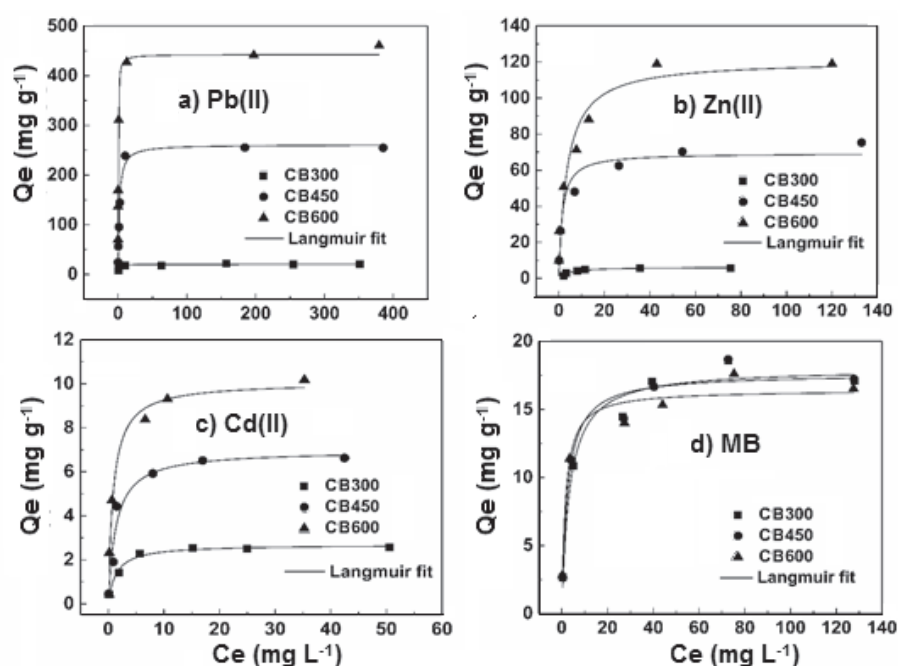 500
400
300
200
100
0
Qe (mg g-1)
a) Pb(II)
CB300
CB450
CB600
Langmuir fit
0 100 200 300 400
140
120
100
80
60
40
20
0
Qe (mg g-1)
b) Zn(II)
CB300
CB450
CB600
Langmuir fit
0 20 40 60 80 100 120 140
12
10
8
6
4
2
0
Qe (mg g-1)
c) Cd(II)
CB300
CB450
CB600
Langmuir fit
0 10 20 30 40 50 60
Ce (mg L-1)
20
15
10
5
0
Qe (mg g-1)
d) MB
CB300
CB450
CB600
Langmuir fit
0 20 40 60 80 100 120 140
Ce (mg L-1)